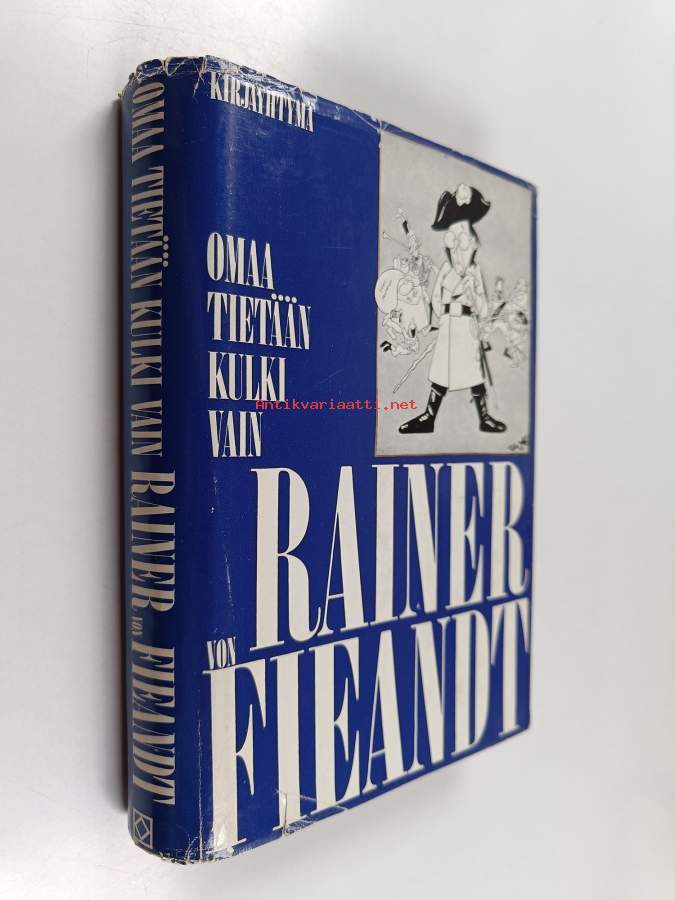 KIRJAYHTYMÄ
OMAA
TIETÄÄN
KULKI
VAIN
RAINER
VON
FIEANDT
OMAA TIETÄÄN KULKI VAIN RAINER VON FIEANDT
Antikvariaatti.net